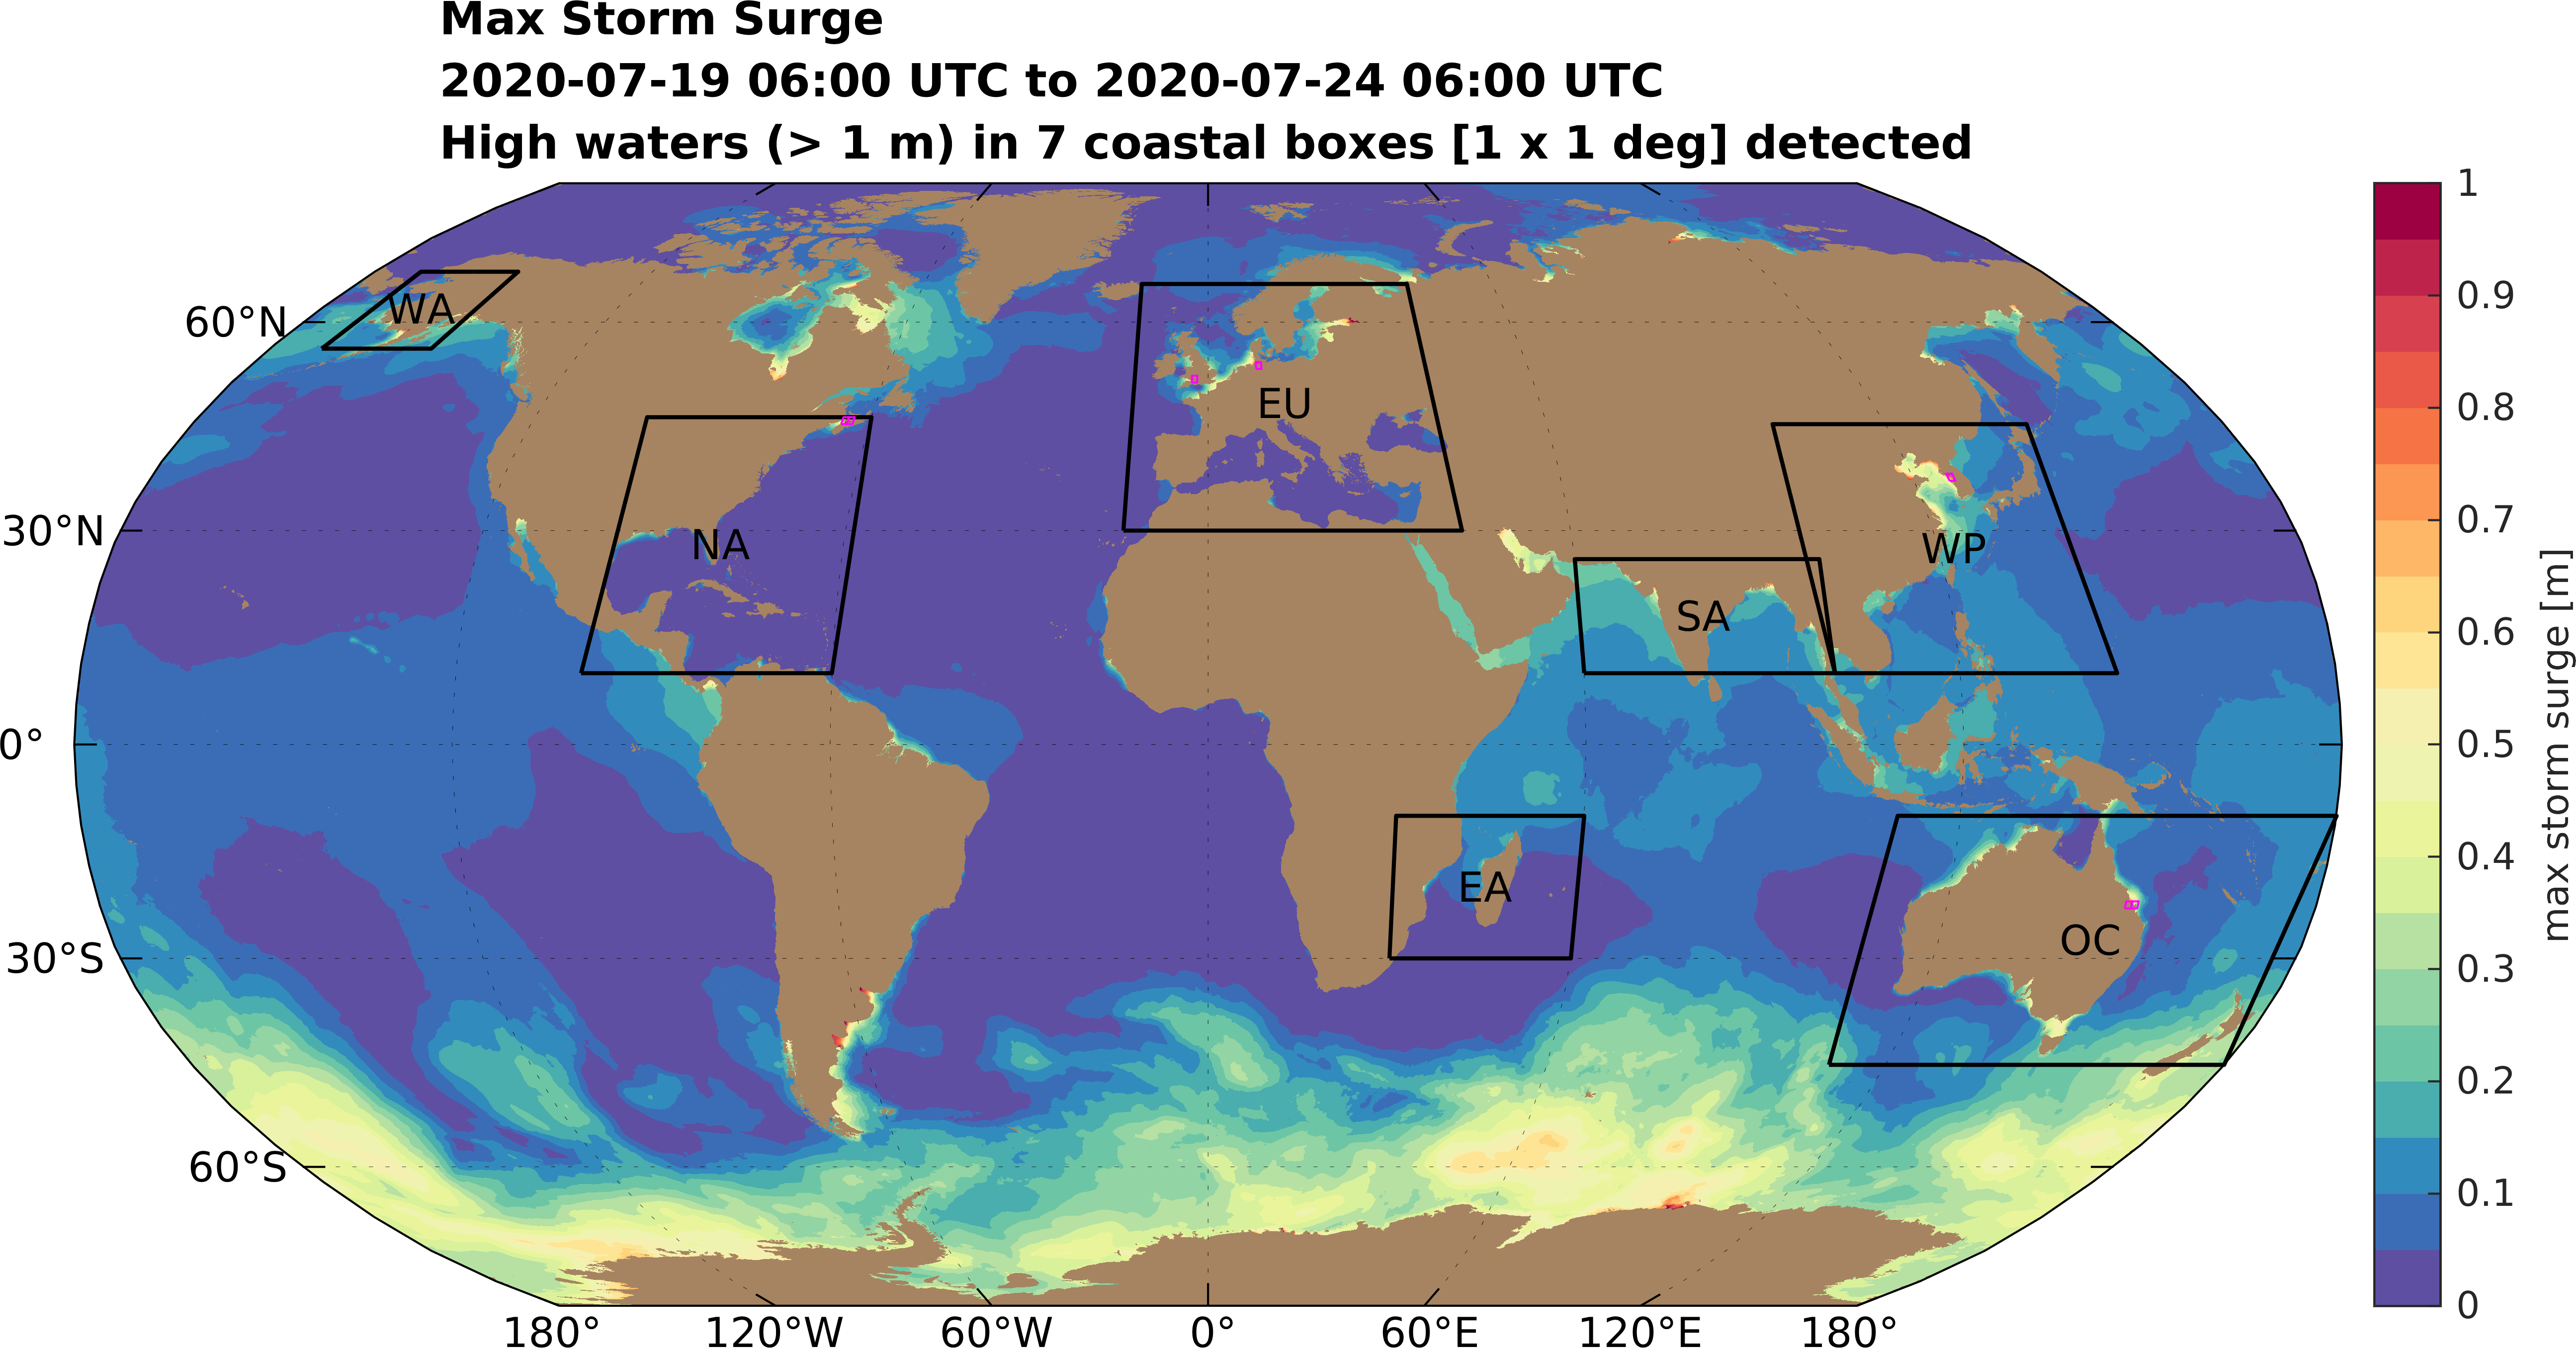 Max Storm Surge
2020-07-19 06:00 UTC to 2020-07-24 06:00 UTC
High waters (> 1 m) in 7 coastal boxes [1 x 1 deg] detected
60°N
30°N
0°
30°S
60°S
WA
NA
EU
SA
WP
EA
OC
180°
120°W
60°W
0°
60°E
120°E
180°
1
0.9
0.8
0.7
0.6
0.5
0.4
0.3
0.2
0.1
0
max storm surge [m]